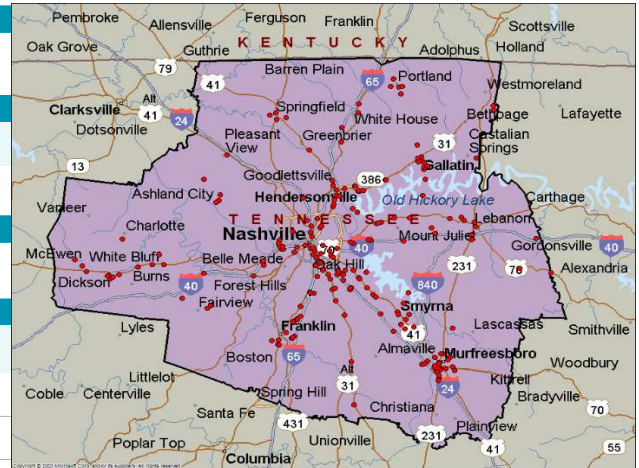 Pembroke
Allensville
Ferguson
Franklin
Scottsville
Oak Grove
Guthrie
KENTUCKY
Adolphus
Holland
79
41
Barren Plain
65
Portland
Westmoreland
Clarksville
Alt
41
24
Springfield
White House
Bethpage
Lafayette
Dotsonville
Pleasant
View
Greenbrier
31
Castalian
Springs
13
Goodlettsville
386
Gallatin
Vanleer
Ashland City
Hendersonville
Old Hickory Lake
Carthage
Charlotte
TENNESSEE
Lebanon
Nashville
40
Mount Juliet
Gordonsville
40
McEwen
White Bluff
Belle Meade
70
Oak Hill
231
70
Alexandria
Dickson
Burns
40
Forest Hills
840
Fairview
Smyrna
Lyles
Franklin
41
Lascassas
Smithville
Boston
65
Almaville
Murfreesboro
Woodbury
Littlelot
Alt
31
24
Kittrell
Coble
Centerville
Spring Hill
Bradyville
Santa Fe
431
Christiana
70
Poplar Top
Unionville
231
Plainview
41
55
Columbia